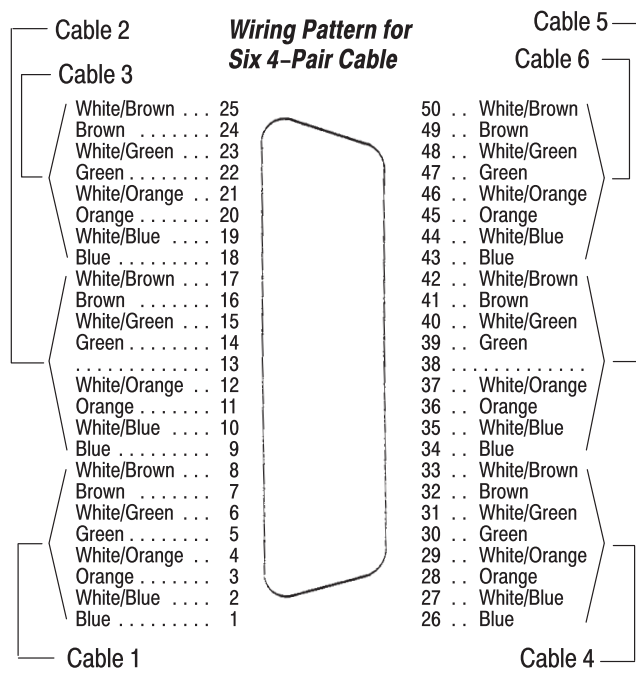 Cable 2
Wiring Pattern for
Six 4–Pair Cable
Cable 5
Cable 3
Cable 6
White/Brown . . . 25
Brown . . . . . . . 24
White/Green . . . 23
Green . . . . . . . . 22
White/Orange . . 21
Orange . . . . . . . 20
White/Blue . . . . 19
Blue . . . . . . . . . 18
White/Brown . . . 17
Brown . . . . . . . 16
White/Green . . . 15
Green . . . . . . . . 14
. . . . . . . . . . . . . 13
White/Orange . . 12
Orange . . . . . . . 11
White/Blue . . . . 10
Blue . . . . . . . . . 9
White/Brown . . . 8
Brown . . . . . . . 7
White/Green . . . 6
Green . . . . . . . . 5
White/Orange . . 4
Orange . . . . . . . 3
White/Blue . . . . 2
Blue . . . . . . . . . 1
50 . . White/Brown
49 . . Brown
48 . . White/Green
47 . . Green
46 . . White/Orange
45 . . Orange
44 . . White/Blue
43 . . Blue
42 . . White/Brown
41 . . Brown
40 . . White/Green
39 . . Green
38 . . . . . . . . . . . . .
37 . . White/Orange
36 . . Orange
35 . . White/Blue
34 . . Blue
33 . . White/Brown
32 . . Brown
31 . . White/Green
30 . . Green
29 . . White/Orange
28 . . Orange
27 . . White/Blue
26 . . Blue
Cable 1
Cable 4